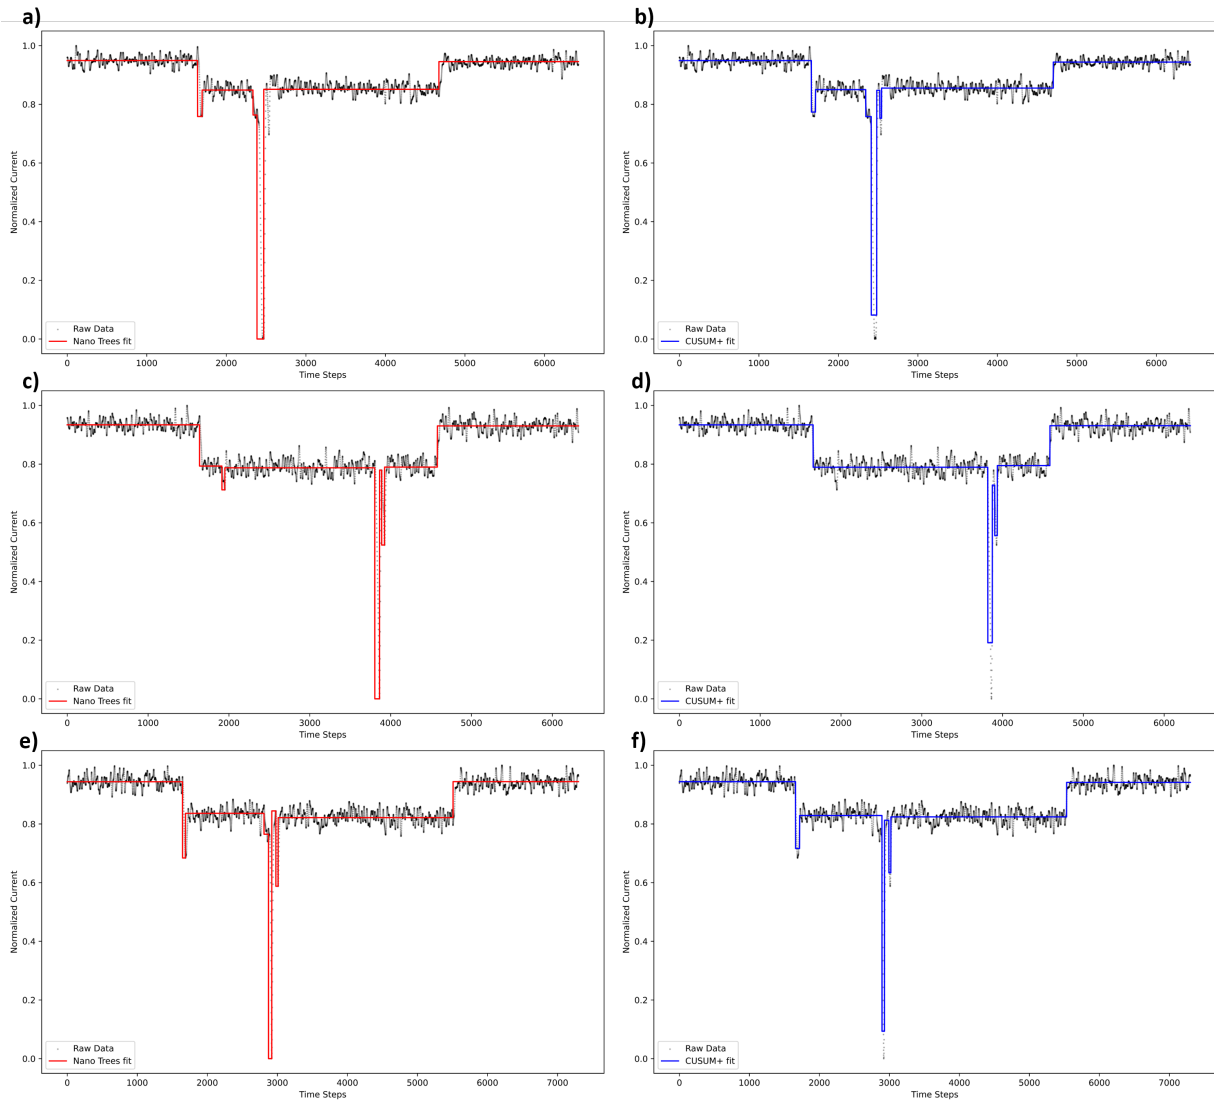 a)
1.0
0.8
0.6
0.4
0.2
0.0
Normalized Current
Raw Data
Nano Trees fit
0 1000 2000 3000 4000 5000 6000
Time Steps
b)
1.0
0.8
0.6
0.4
0.2
0.0
Normalized Current
Raw Data
CUSUM+ fit
0 1000 2000 3000 4000 5000 6000
Time Steps
c)
1.0
0.8
0.6
0.4
0.2
0.0
Normalized Current
Raw Data
Nano Trees fit
0 1000 2000 3000 4000 5000 6000
Time Steps
d)
1.0
0.8
0.6
0.4
0.2
0.0
Normalized Current
Raw Data
CUSUM+ fit
0 1000 2000 3000 4000 5000 6000
Time Steps
e)
1.0
0.8
0.6
0.4
0.2
0.0
Normalized Current
Raw Data
Nano Trees fit
0 1000 2000 3000 4000 5000 6000 7000
Time Steps
f)
1.0
0.8
0.6
0.4
0.2
0.0
Normalized Current
Raw Data
CUSUM+ fit
0 1000 2000 3000 4000 5000 6000 7000
Time Steps